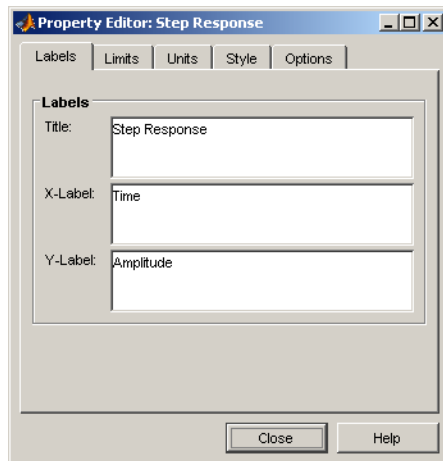 Property Editor: Step Response
Labels Limits Units Style Options
Labels
Title: Step Response
X-Label: Time
Y-Label: Amplitude
Close Help